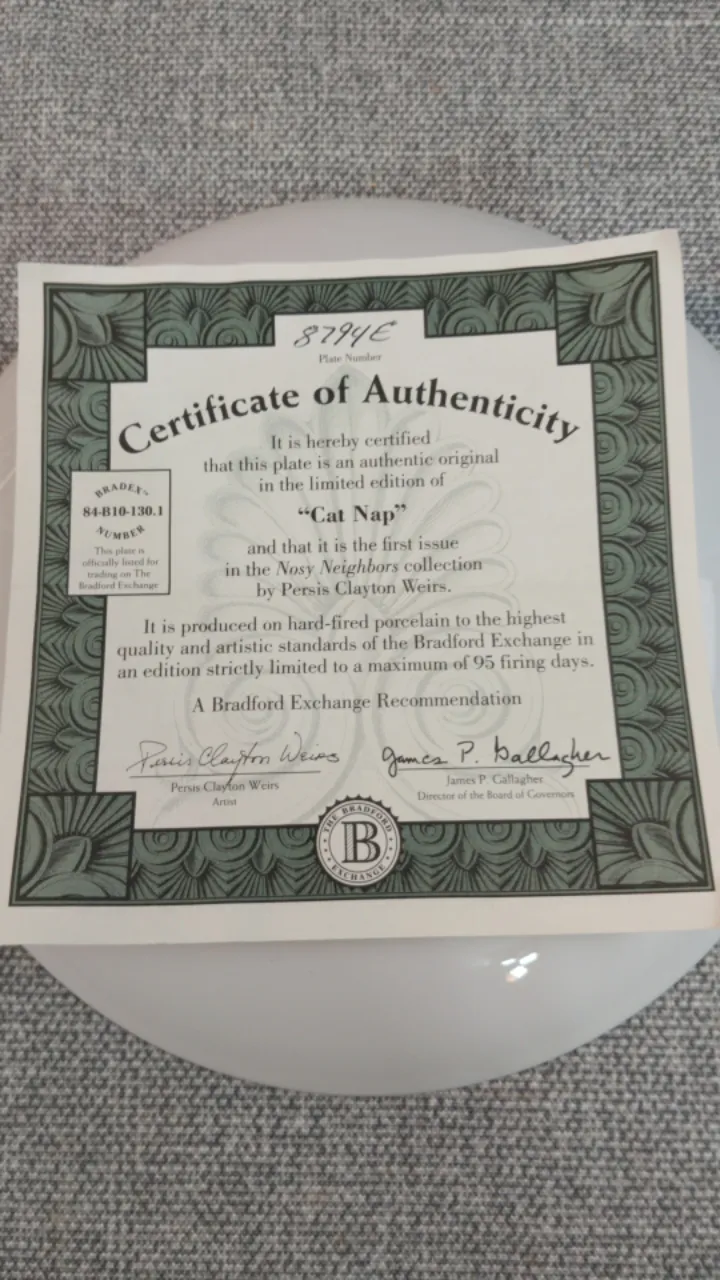 8794E
Plate Number
Certificate of Authenticity
It is hereby certified
that this plate is an authentic original
in the limited edition of
“Cat Nap”
and that it is the first issue
in the Nosy Neighbors collection
by Persis Clayton Weirs.
BRADEX™
84-B10-130.1
NUMBER
This plate is
officially listed for
trading on The
Bradford Exchange
It is produced on hard-fired porcelain to the highest
quality and artistic standards of the Bradford Exchange in
an edition strictly limited to a maximum of 95 firing days.
A Bradford Exchange Recommendation
Persis Clayton Weirs
Persis Clayton Weirs
Artist
James P. Gallagher
James P. Gallagher
Director of the Board of Governors
THE BRADFORD
B
EXCHANGE